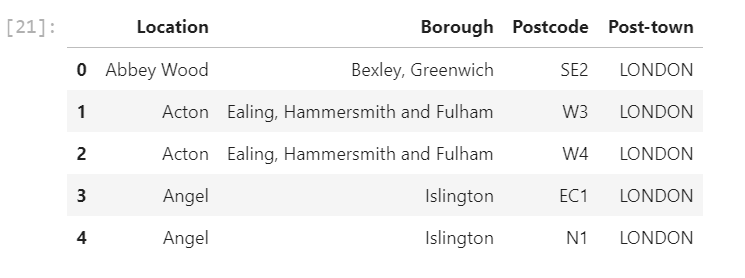 [21]:
Location Borough Postcode Post-town
0 Abbey Wood Bexley, Greenwich SE2 LONDON
1 Acton Ealing, Hammersmith and Fulham W3 LONDON
2 Acton Ealing, Hammersmith and Fulham W4 LONDON
3 Angel Islington EC1 LONDON
4 Angel Islington N1 LONDON